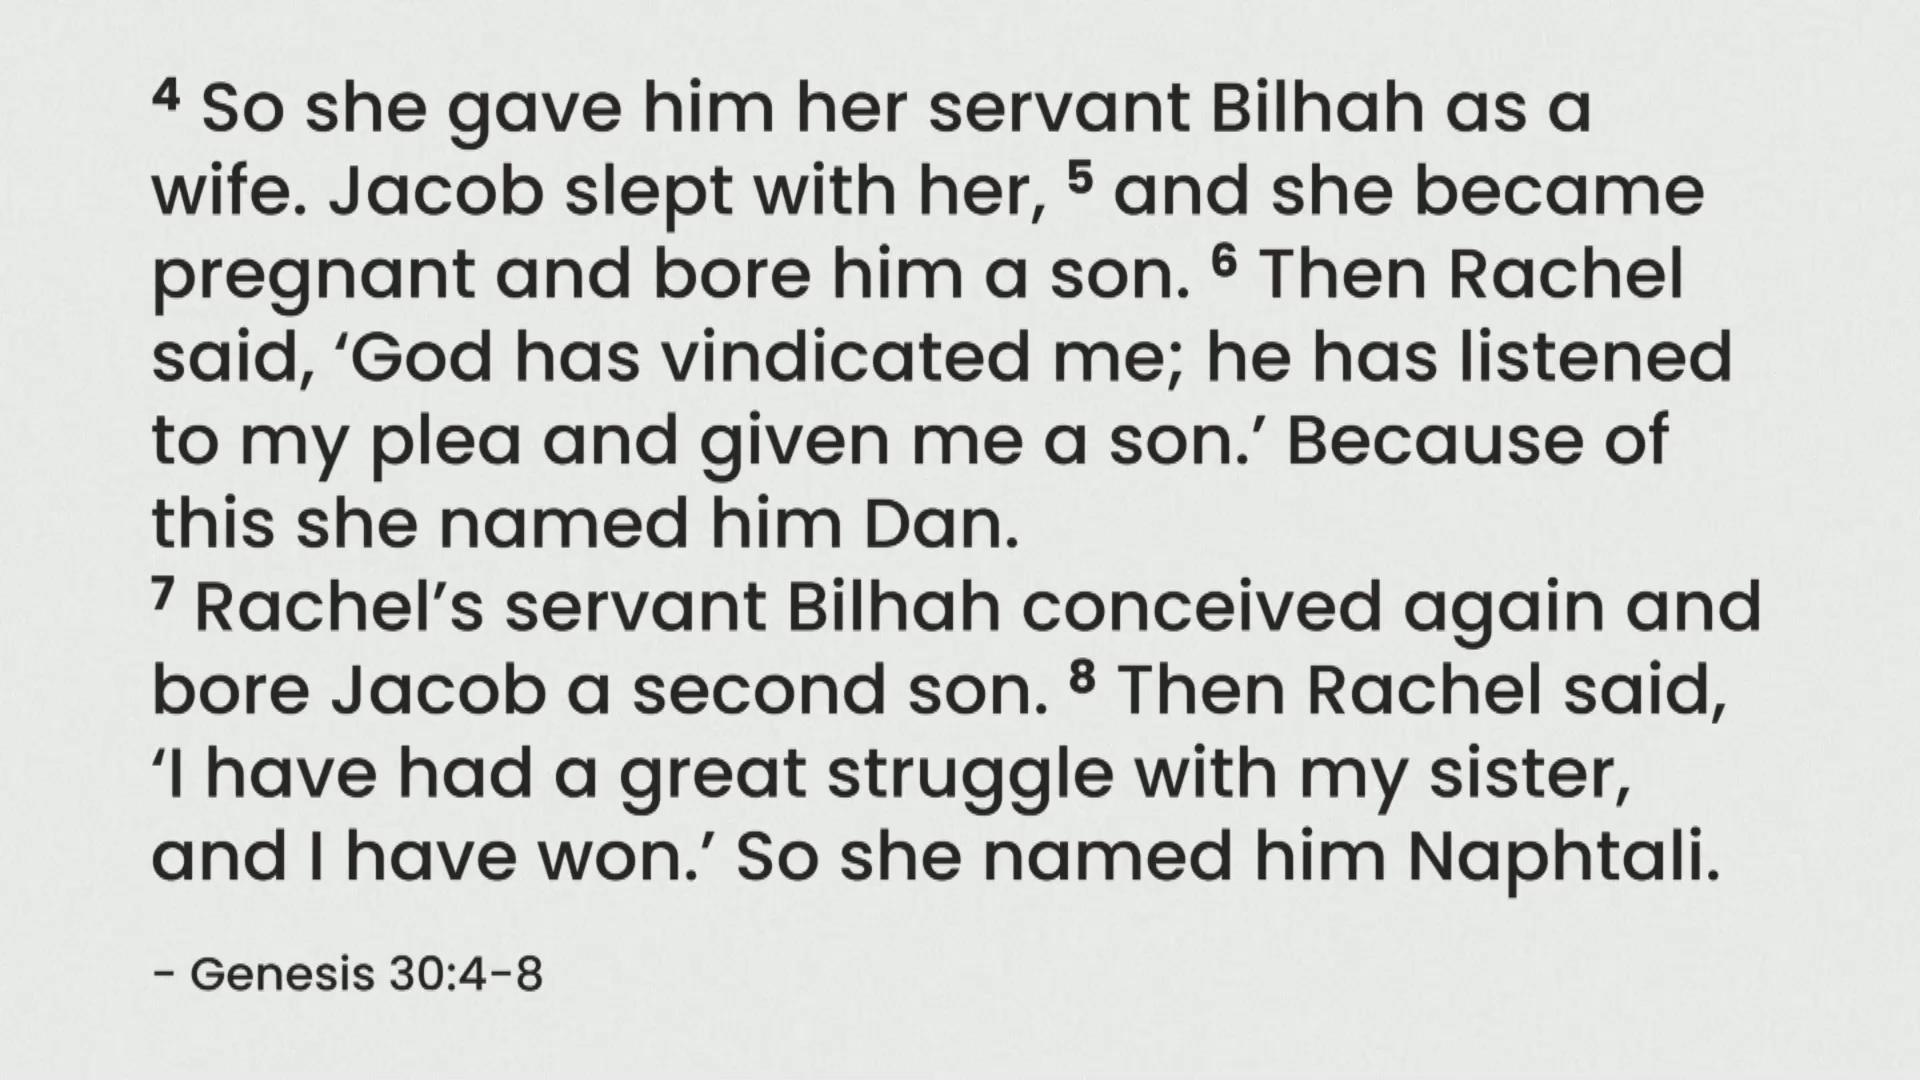 ⁴ So she gave him her servant Bilhah as a
wife. Jacob slept with her, ⁵ and she became
pregnant and bore him a son. ⁶ Then Rachel
said, ‘God has vindicated me; he has listened
to my plea and given me a son.’ Because of
this she named him Dan.
⁷ Rachel’s servant Bilhah conceived again and
bore Jacob a second son. ⁸ Then Rachel said,
‘I have had a great struggle with my sister,
and I have won.’ So she named him Naphtali.
- Genesis 30:4-8